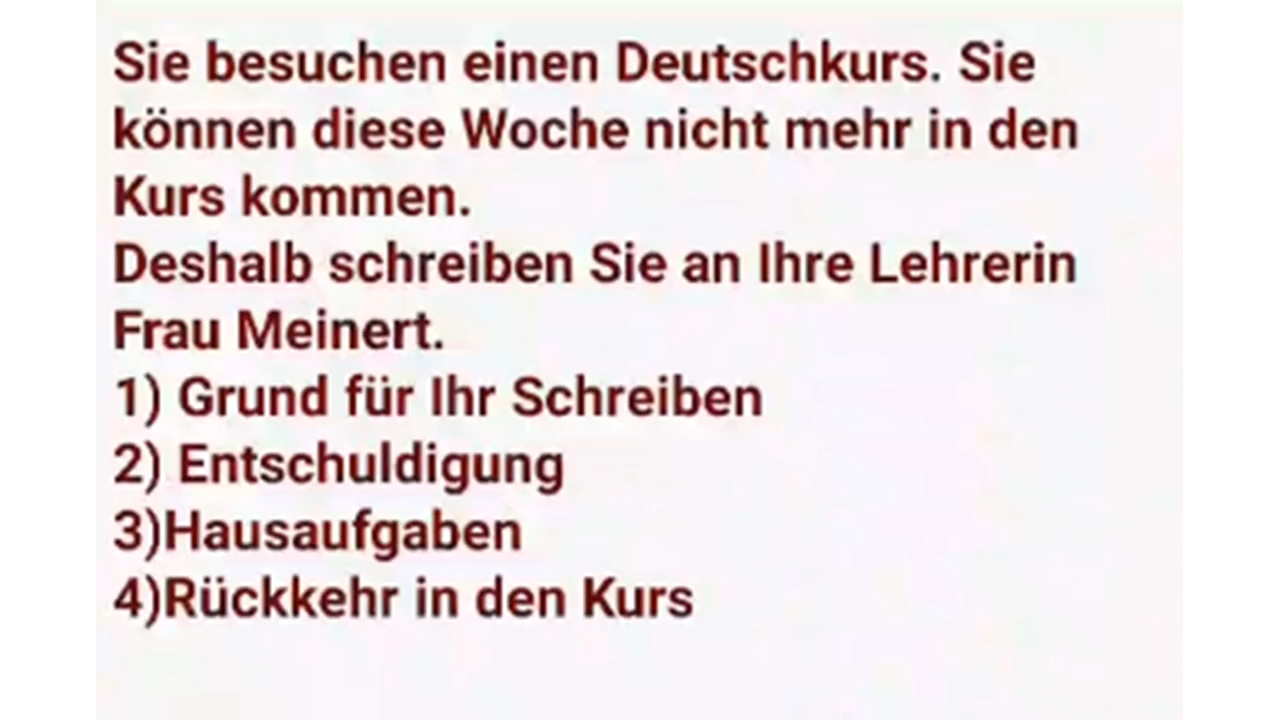 Sie besuchen einen Deutschkurs. Sie
können diese Woche nicht mehr in den
Kurs kommen.
Deshalb schreiben Sie an Ihre Lehrerin
Frau Meinert.
1) Grund für Ihr Schreiben
2) Entschuldigung
3)Hausaufgaben
4)Rückkehr in den Kurs